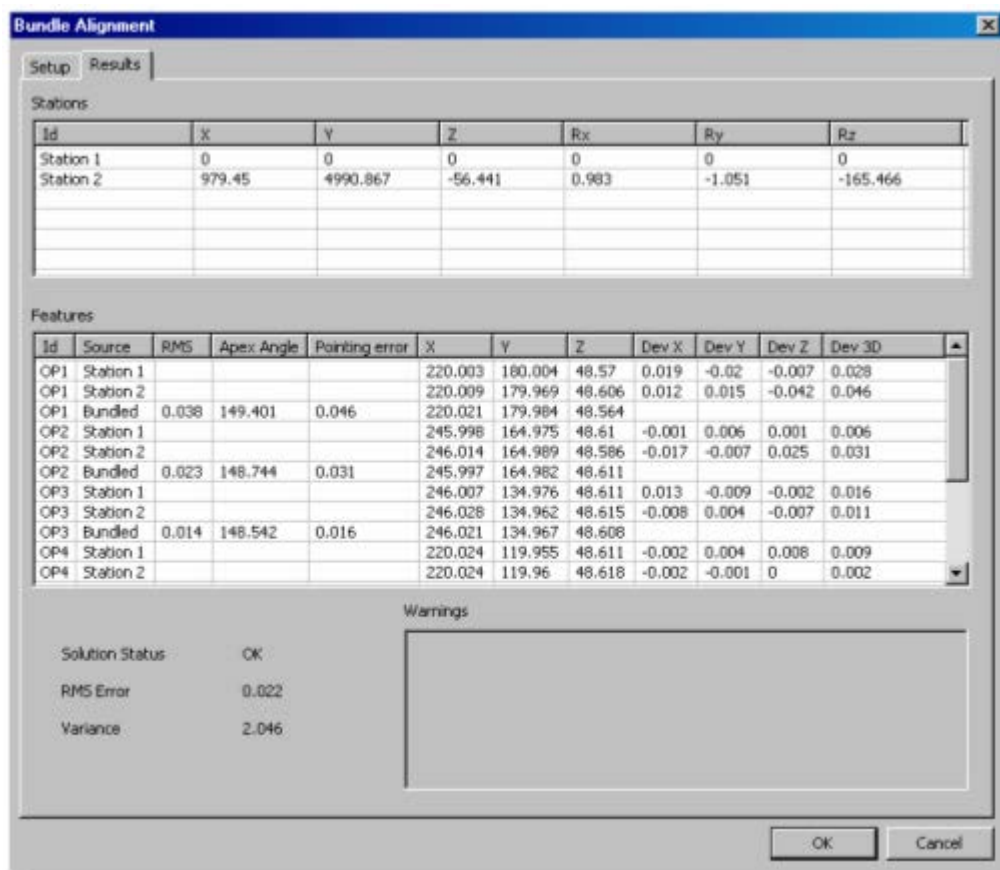 Bundle Alignment
Setup Results
Stations
Id X Y Z Rx Ry Rz
Station 1 0 0 0 0 0 0
Station 2 979.45 4990.867 -56.441 0.983 -1.051 -165.466
Features
Id Source RMS Apex Angle Pointing error X Y Z Dev X Dev Y Dev Z Dev 3D
OP1 Station 1 220.003 180.004 48.57 0.019 -0.02 -0.007 0.028
OP1 Station 2 220.009 179.969 48.606 0.012 0.015 -0.042 0.046
OP1 Bundled 0.038 149.401 0.046 220.021 179.984 48.564
OP2 Station 1 245.998 164.975 48.61 -0.001 0.006 0.001 0.006
OP2 Station 2 246.014 164.989 48.586 -0.017 -0.007 0.025 0.031
OP2 Bundled 0.023 148.744 0.031 245.997 164.982 48.611
OP3 Station 1 246.007 134.976 48.611 0.013 -0.009 -0.002 0.016
OP3 Station 2 246.028 134.962 48.615 -0.008 0.004 -0.007 0.011
OP3 Bundled 0.014 148.542 0.016 246.021 134.967 48.608
OP4 Station 1 220.024 119.955 48.611 -0.002 0.004 0.008 0.009
OP4 Station 2 220.024 119.96 48.618 -0.002 -0.001 0 0.002
Warnings
Solution Status OK
RMS Error 0.022
Variance 2.046
OK Cancel